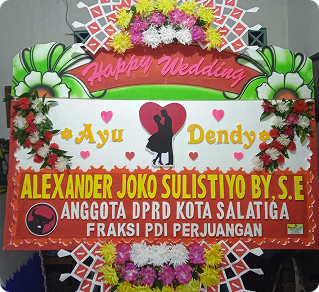 Happy Wedding
Ayu Dendy
ALEXANDER JOKO SULISTIYO BY, S.E
ANGGOTA DPRD KOTA SALATIGA
FRAKSI PDI PERJUANGAN